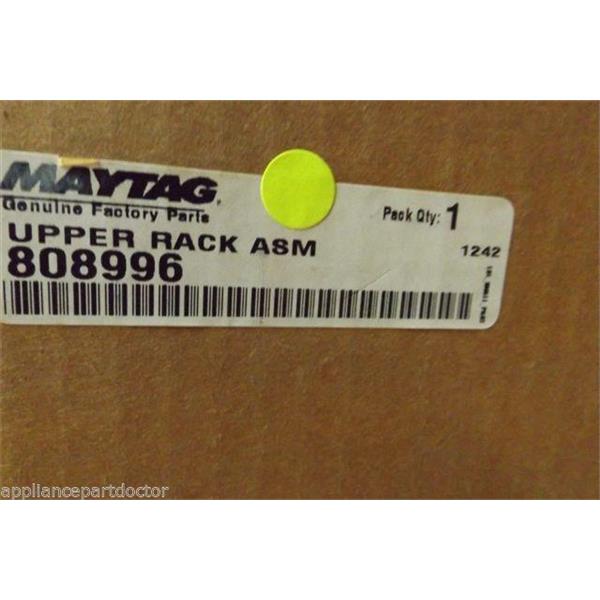 MAYTAG
Genuine Factory Parts
Pack Qty: 1
UPPER RACK ASM
1242
808996
appliancepartdoctor